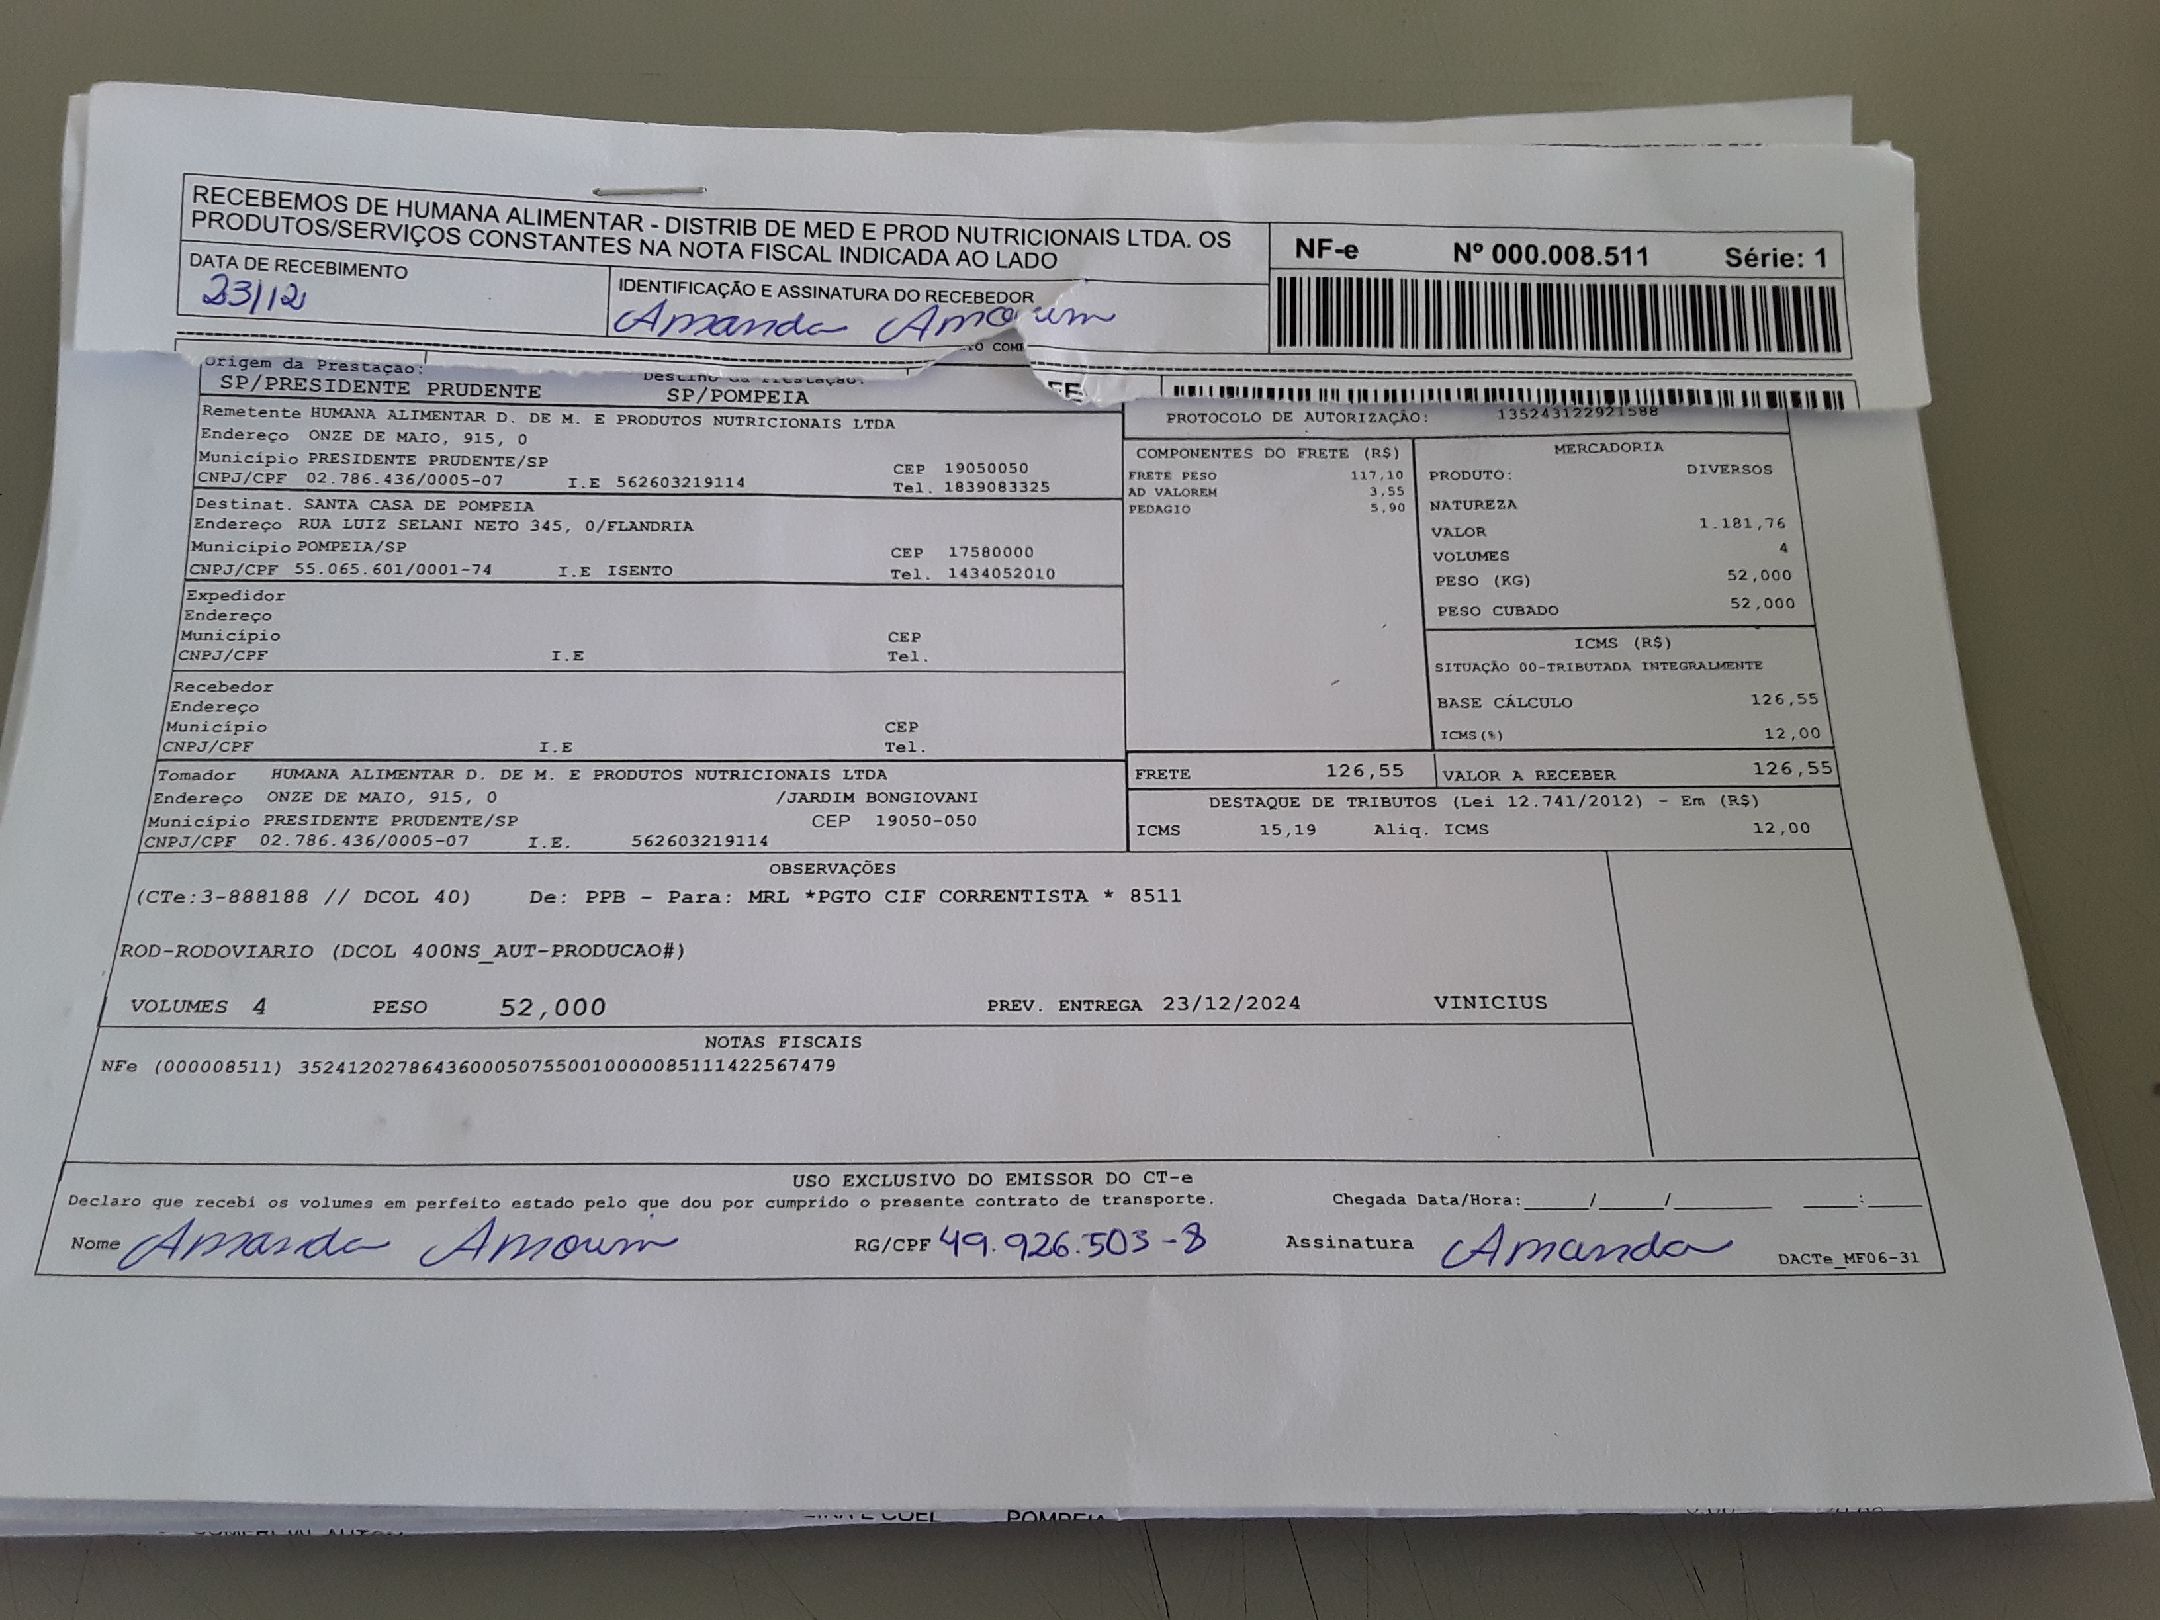 RECEBEMOS DE HUMANA ALIMENTAR - DISTRIB DE MED E PROD NUTRICIONAIS LTDA. OS
PRODUTOS/SERVIÇOS CONSTANTES NA NOTA FISCAL INDICADA AO LADO
NF-e Nº 000.008.511 Série: 1
DATA DE RECEBIMENTO
23/12
IDENTIFICAÇÃO E ASSINATURA DO RECEBEDOR
Amanda
Origem da Prestação:
SP/PRESIDENTE PRUDENTE
Destino da Prestação:
SP/POMPEIA
Remetente HUMANA ALIMENTAR D. DE M. E PRODUTOS NUTRICIONAIS LTDA
Endereço ONZE DE MAIO, 915, 0
Município PRESIDENTE PRUDENTE/SP CEP 19050050
CNPJ/CPF 02.786.436/0005-07 I.E 562603219114 Tel. 1839083325
Destinat. SANTA CASA DE POMPEIA
Endereço RUA LUIZ SELANI NETO 345, 0/FLANDRIA
Município POMPEIA/SP CEP 17580000
CNPJ/CPF 55.065.601/0001-74 I.E ISENTO Tel. 1434052010
Expedidor
Endereço
Município CEP
CNPJ/CPF I.E Tel.
Recebedor
Endereço
Município CEP
CNPJ/CPF I.E Tel.
Tomador HUMANA ALIMENTAR D. DE M. E PRODUTOS NUTRICIONAIS LTDA
Endereço ONZE DE MAIO, 915, 0 /JARDIM BONGIOVANI
Município PRESIDENTE PRUDENTE/SP CEP 19050-050
CNPJ/CPF 02.786.436/0005-07 I.E. 562603219114
PROTOCOLO DE AUTORIZAÇÃO: 135243122921588
COMPONENTES DO FRETE (R$)
FRETE PESO 117,10
AD VALOREM 3,55
PEDAGIO 5,90
MERCADORIA
PRODUTO: DIVERSOS
NATUREZA
VALOR 1.181,76
VOLUMES 4
PESO (KG) 52,000
PESO CUBADO 52,000
ICMS (R$)
SITUAÇÃO 00-TRIBUTADA INTEGRALMENTE
BASE CÁLCULO 126,55
ICMS(%) 12,00
FRETE 126,55 VALOR A RECEBER 126,55
DESTAQUE DE TRIBUTOS (Lei 12.741/2012) - Em (R$)
ICMS 15,19 Aliq. ICMS 12,00
OBSERVAÇÕES
(CTe:3-888188 // DCOL 40) De: PPB - Para: MRL *PGTO CIF CORRENTISTA * 8511
ROD-RODOVIARIO (DCOL 400NS_AUT-PRODUCAO#)
VOLUMES 4 PESO 52,000 PREV. ENTREGA 23/12/2024 VINICIUS
NOTAS FISCAIS
NFe (000008511) 35241202786436000507550010000085111422567479
USO EXCLUSIVO DO EMISSOR DO CT-e
Declaro que recebi os volumes em perfeito estado pelo que dou por cumprido o presente contrato de transporte. Chegada Data/Hora:_____/_____/_______ ____:____
Nome Amanda RG/CPF 49.926.503-8 Assinatura Amanda
DACTe_MF06-31